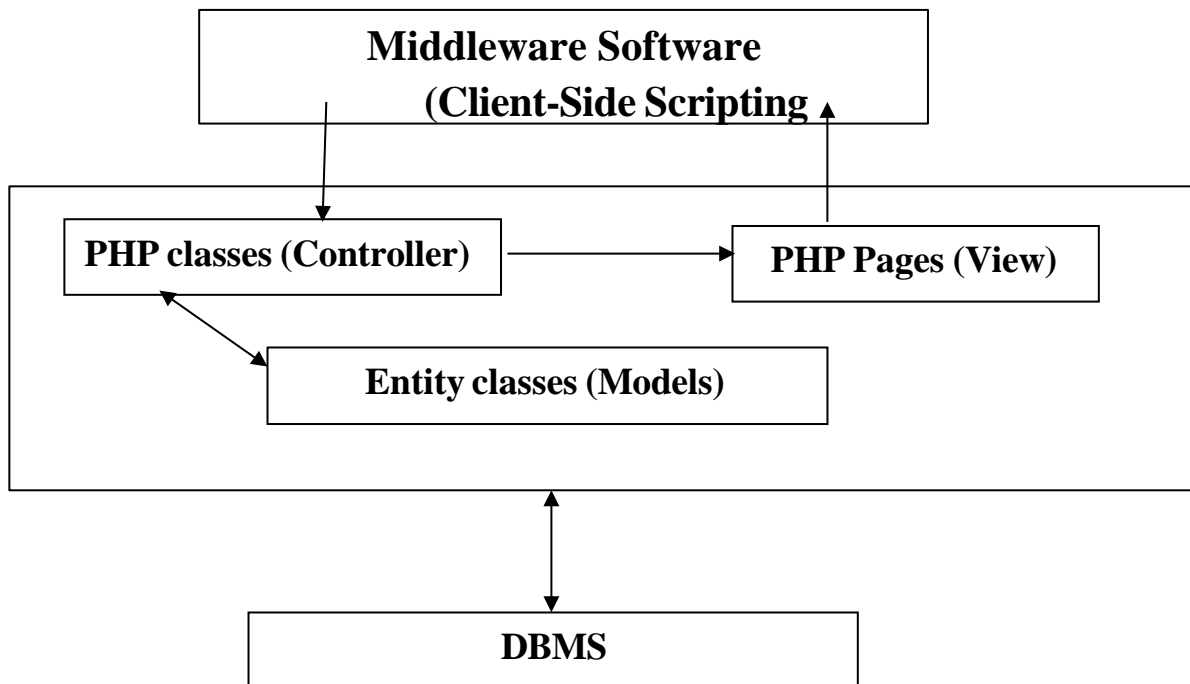 Middleware Software
(Client-Side Scripting
PHP classes (Controller)
PHP Pages (View)
Entity classes (Models)
DBMS